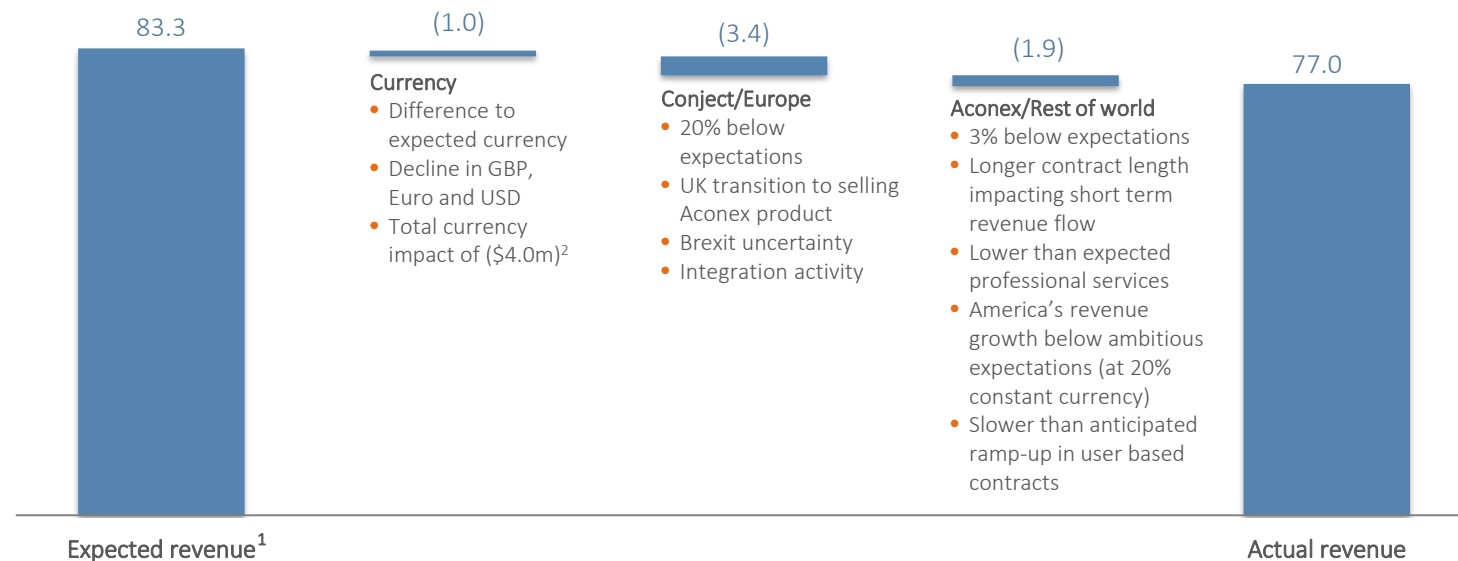 83.3
(1.0)
Currency
• Difference to
expected currency
• Decline in GBP,
Euro and USD
• Total currency
impact of ($4.0m)2
(3.4)
Conject/Europe
• 20% below
expectations
• UK transition to selling
Aconex product
• Brexit uncertainty
• Integration activity
(1.9)
Aconex/Rest of world
• 3% below expectations
• Longer contract length
impacting short term
revenue flow
• Lower than expected
professional services
• America’s revenue
growth below ambitious
expectations (at 20%
constant currency)
• Slower than anticipated
ramp-up in user based
contracts
77.0
Expected revenue1
Actual revenue